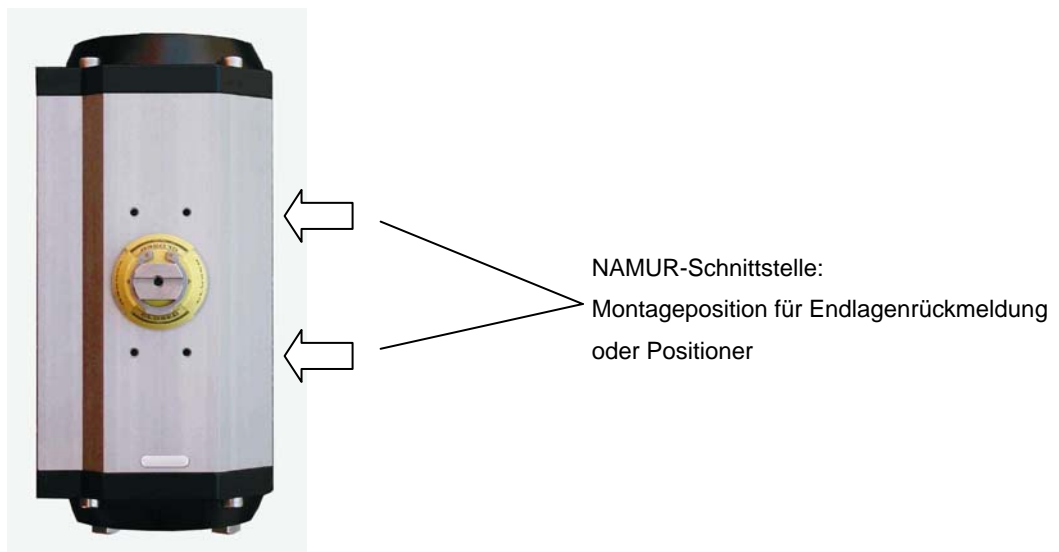 NAMUR-Schnittstelle:
Montageposition für Endlagenrückmeldung
oder Positioner